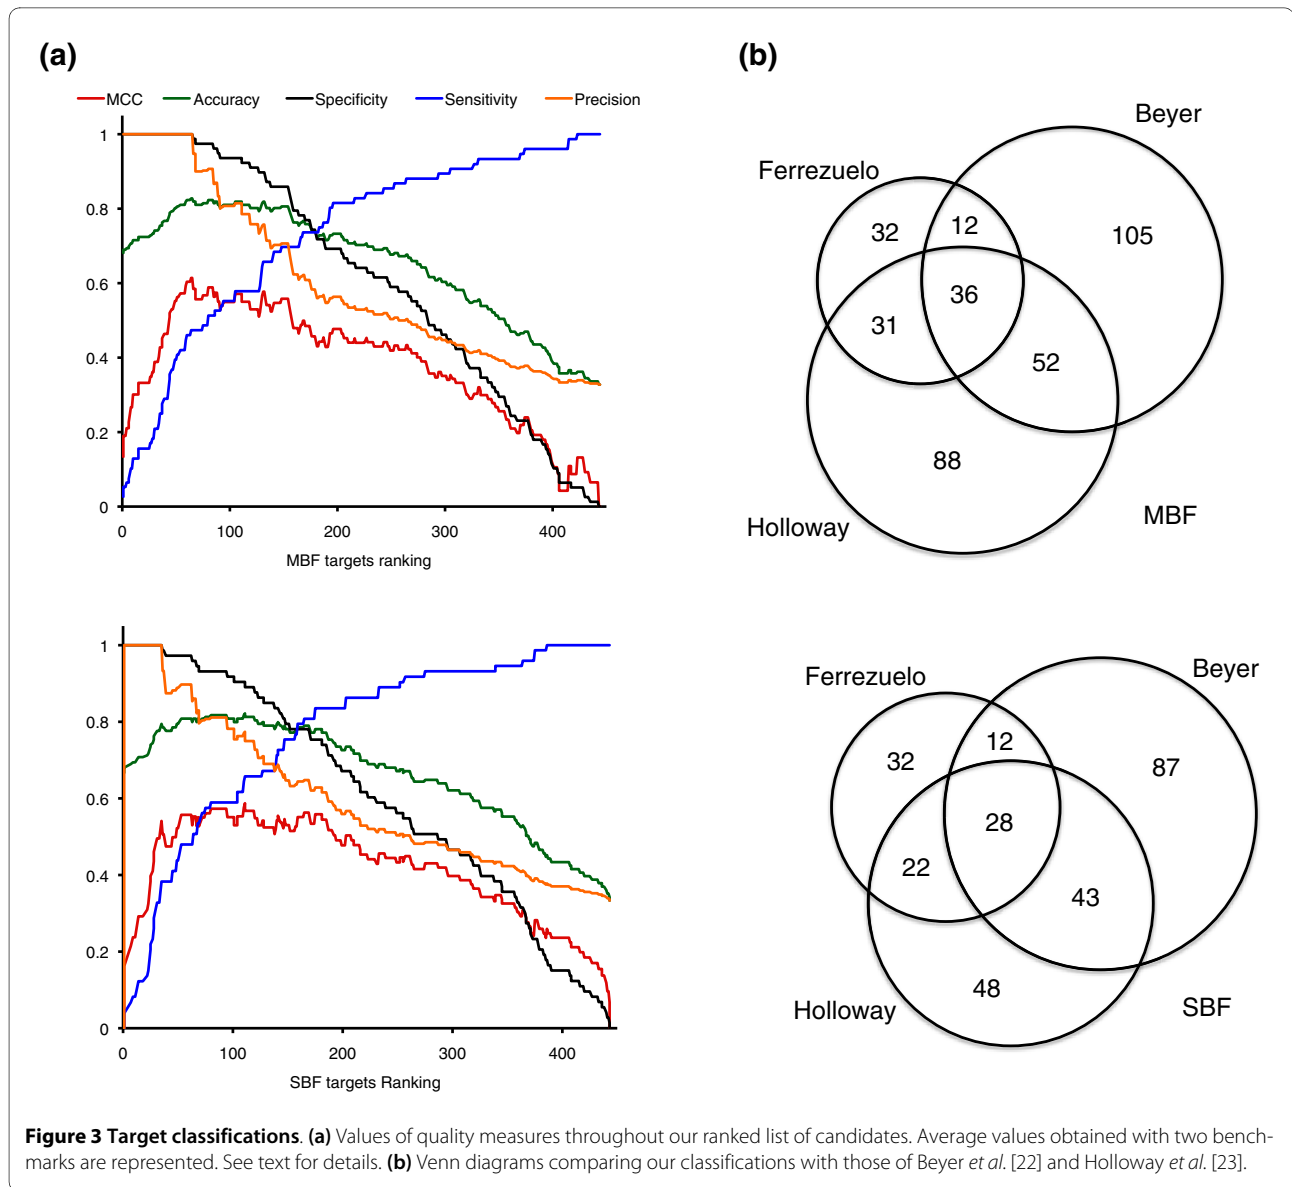 (a)
MCC Accuracy Specificity Sensitivity Precision
1
0.8
0.6
0.4
0.2
0
0 100 200 300 400
MBF targets ranking
(b)
Beyer
Ferrezuelo
32 12 105
36
31
52
88
Holloway
MBF
1
0.8
0.6
0.4
0.2
0
0 100 200 300 400
SBF targets Ranking
Beyer
Ferrezuelo
12
32 87
28
22
43
48
Holloway
SBF
Figure 3 Target classifications. (a) Values of quality measures throughout our ranked list of candidates. Average values obtained with two bench-
marks are represented. See text for details. (b) Venn diagrams comparing our classifications with those of Beyer et al. [22] and Holloway et al. [23].